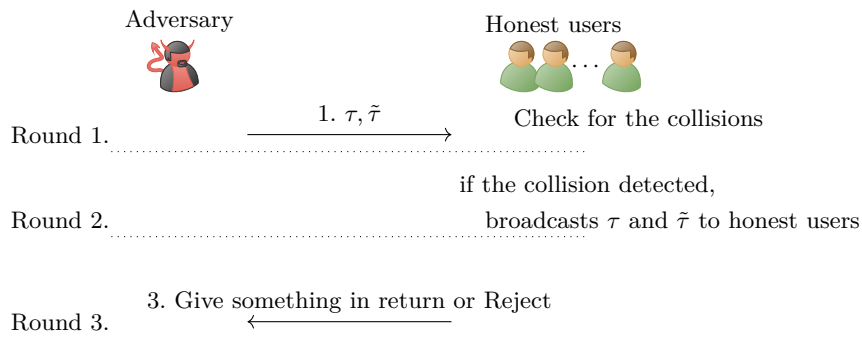 Adversary
Honest users
...
1. τ, τ̃
Check for the collisions
Round 1.
if the collision detected,
Round 2.
broadcasts τ and τ̃ to honest users
3. Give something in return or Reject
Round 3.